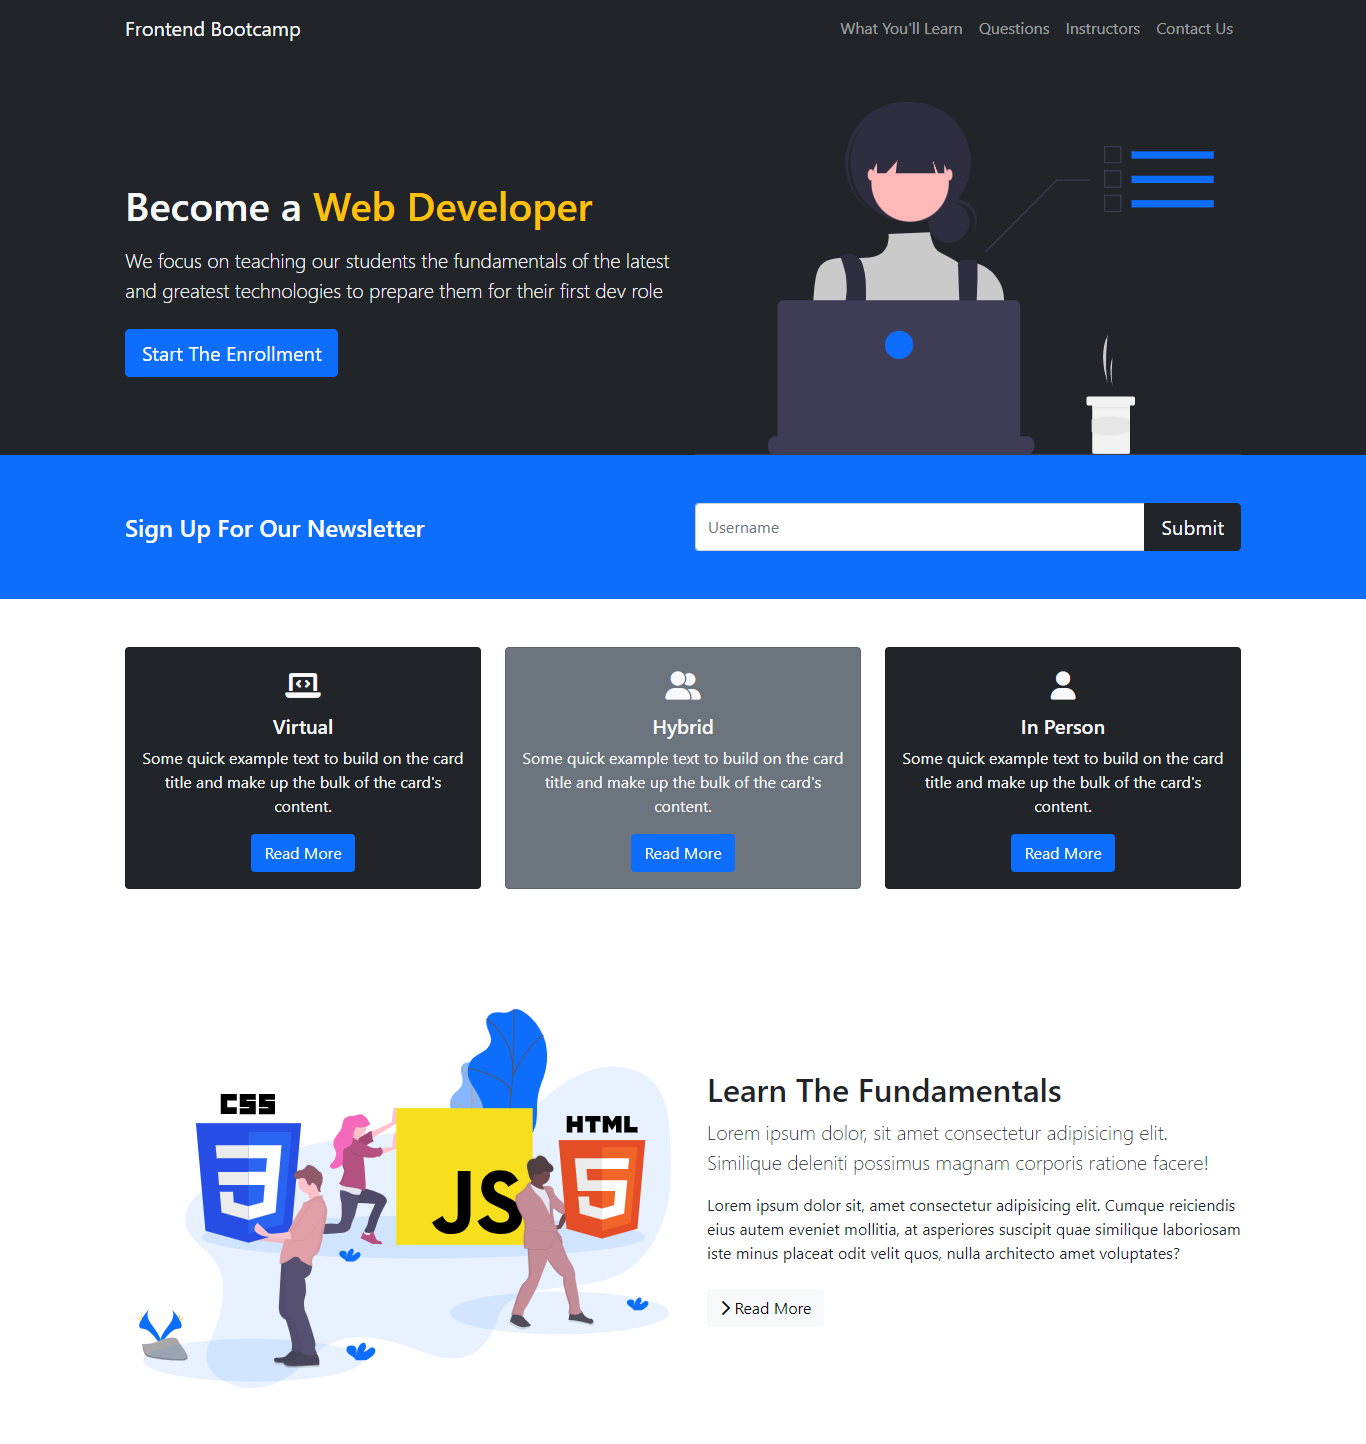 Frontend Bootcamp
What You'll Learn Questions Instructors Contact Us
Become a Web Developer
We focus on teaching our students the fundamentals of the latest
and greatest technologies to prepare them for their first dev role
Start The Enrollment
Sign Up For Our Newsletter
Username
Submit
Virtual
Some quick example text to build on the card
title and make up the bulk of the card's
content.
Read More
Hybrid
Some quick example text to build on the card
title and make up the bulk of the card's
content.
Read More
In Person
Some quick example text to build on the card
title and make up the bulk of the card's
content.
Read More
CSS
3
JS
HTML
5
Learn The Fundamentals
Lorem ipsum dolor, sit amet consectetur adipisicing elit.
Similique deleniti possimus magnam corporis ratione facere!
Lorem ipsum dolor sit, amet consectetur adipisicing elit. Cumque reiciendis
eius autem eveniet mollitia, at asperiores suscipit quae similique laboriosam
iste minus placeat odit velit quos, nulla architecto amet voluptates?
Read More